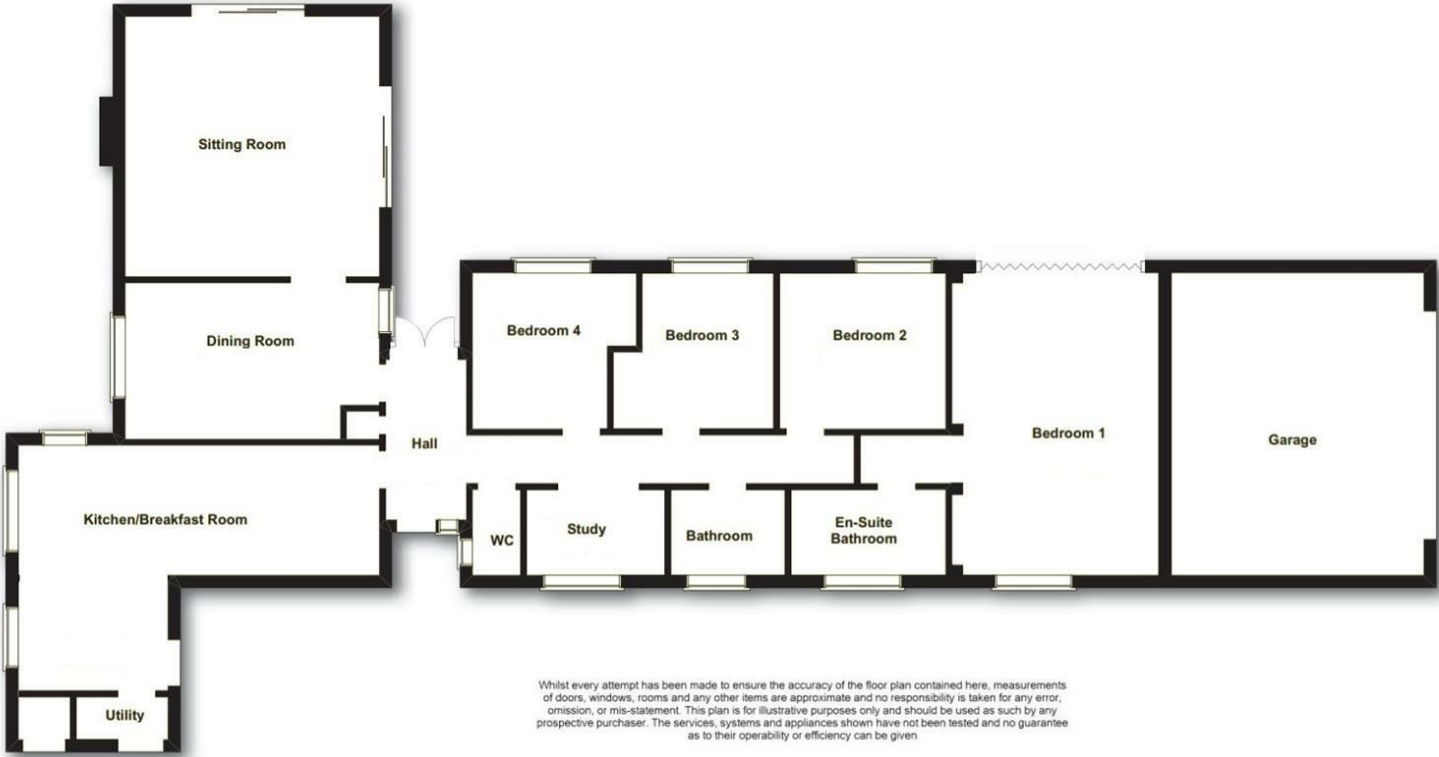 Sitting Room
Dining Room
Bedroom 4
Bedroom 3
Bedroom 2
Bedroom 1
Garage
Hall
Kitchen/Breakfast Room
WC
Study
Bathroom
En-Suite
Bathroom
Utility
Whilst every attempt has been made to ensure the accuracy of the floor plan contained here, measurements
of doors, windows, rooms and any other items are approximate and no responsibility is taken for any error,
omission, or mis-statement. This plan is for illustrative purposes only and should be used as such by any
prospective purchaser. The services, systems and appliances shown have not been tested and no guarantee
as to their operability or efficiency can be given